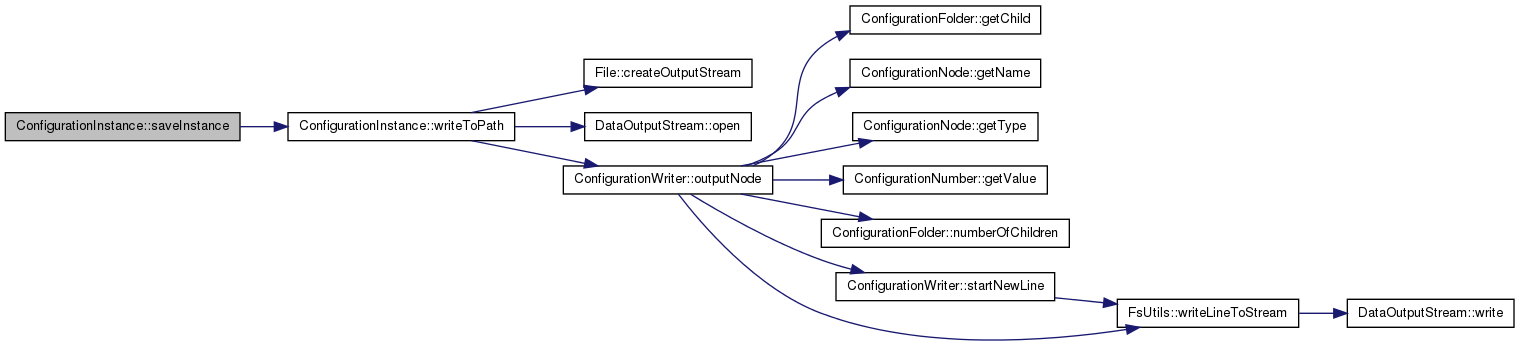 ConfigurationInstance::saveInstance
ConfigurationInstance::writeToPath
File::createOutputStream
DataOutputStream::open
ConfigurationWriter::outputNode
ConfigurationFolder::getChild
ConfigurationNode::getName
ConfigurationNode::getType
ConfigurationNumber::getValue
ConfigurationFolder::numberOfChildren
ConfigurationWriter::startNewLine
FsUtils::writeLineToStream
DataOutputStream::write